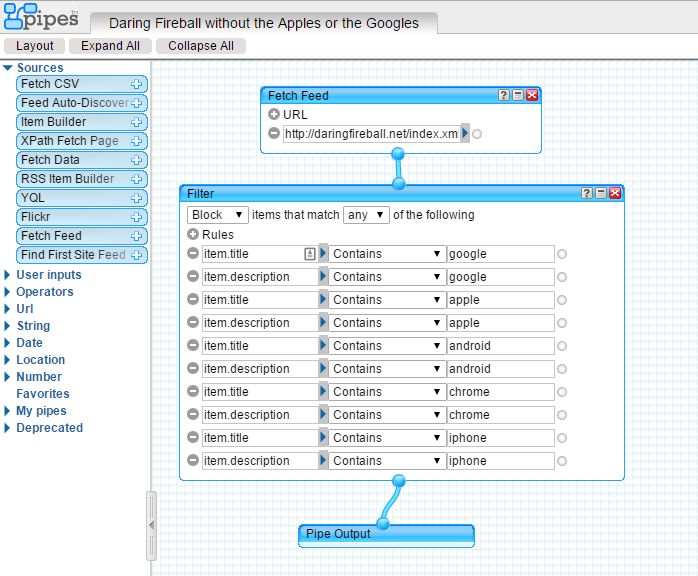 pipes™ Daring Fireball without the Apples or the Googles
Layout Expand All Collapse All
Sources
Fetch CSV
Feed Auto-Discover
Item Builder
XPath Fetch Page
Fetch Data
RSS Item Builder
YQL
Flickr
Fetch Feed
Find First Site Feed
User inputs
Operators
Url
String
Date
Location
Number
Favorites
My pipes
Deprecated
Fetch Feed ?
URL
http://daringfireball.net/index.xml
Filter ?
Block items that match any of the following
Rules
item.title Contains google
item.description Contains google
item.title Contains apple
item.description Contains apple
item.title Contains android
item.description Contains android
item.title Contains chrome
item.description Contains chrome
item.title Contains iphone
item.description Contains iphone
Pipe Output